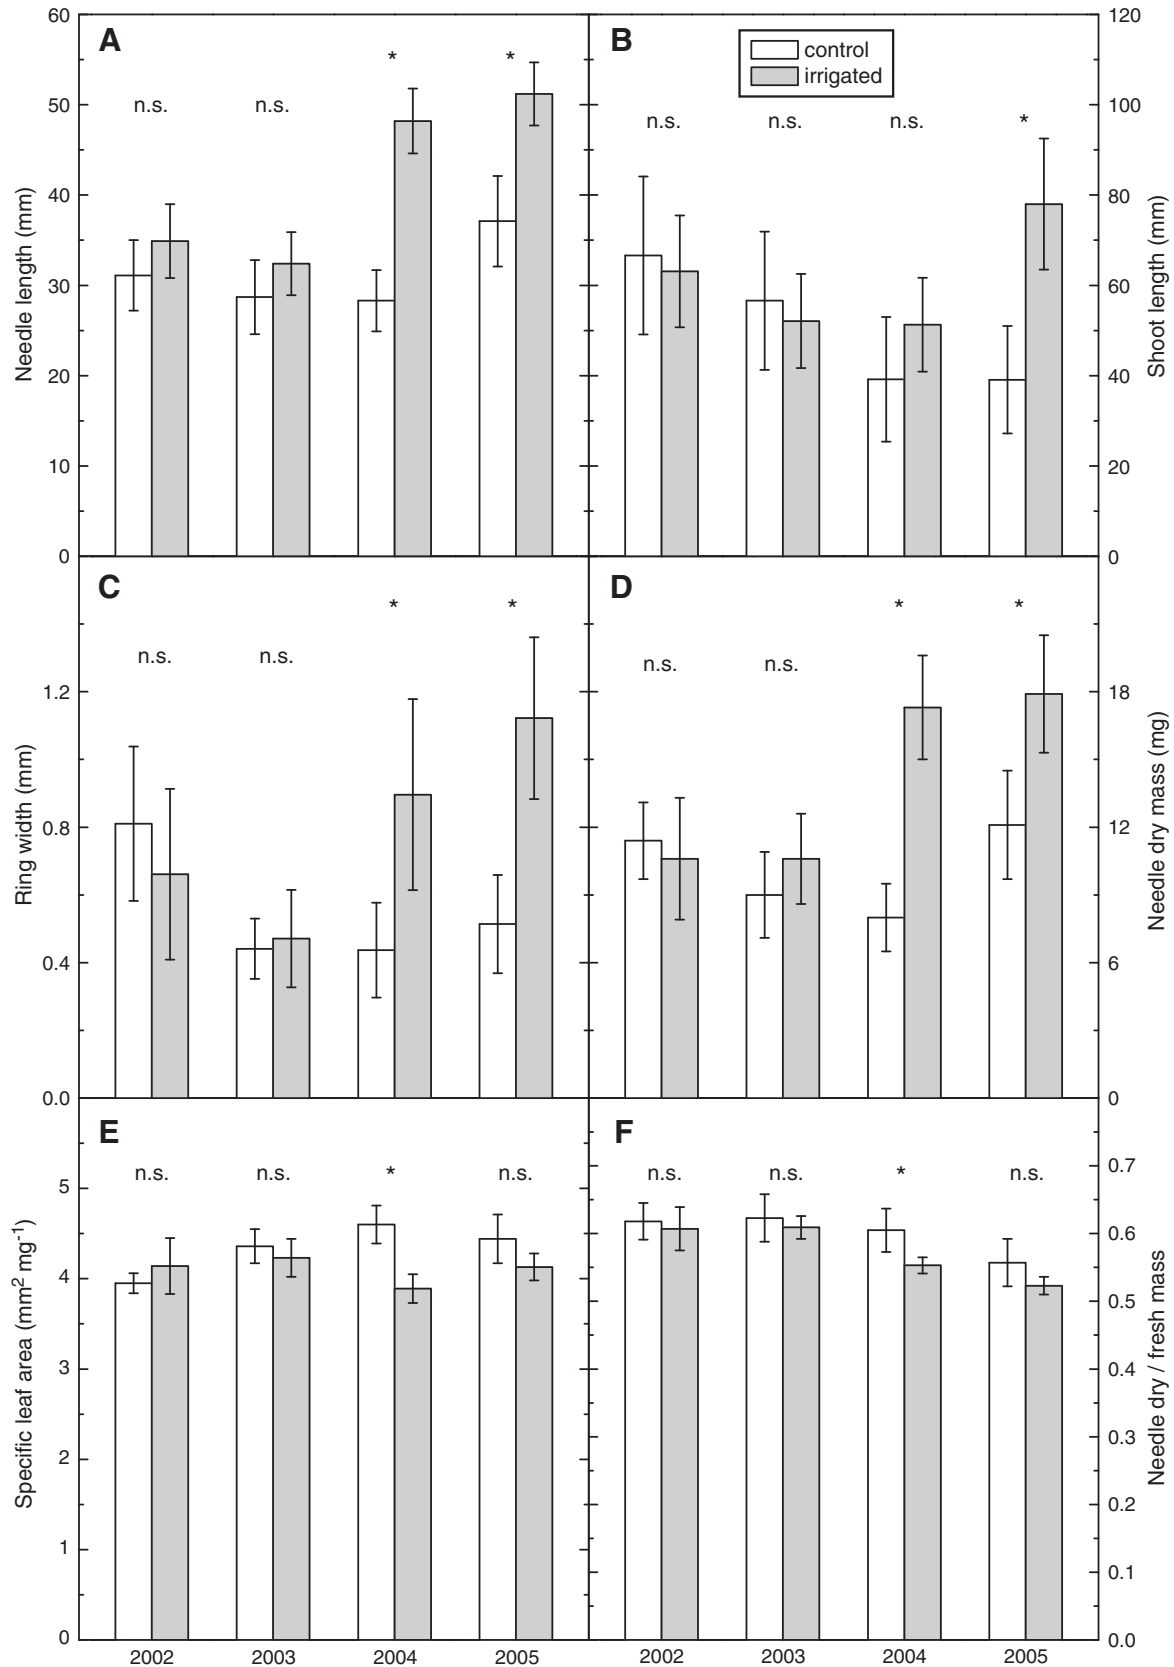 A
60
50
40
30
20
10
0
Needle length (mm)
n.s.
n.s.
*
*
B
control
irrigated
120
100
80
60
40
20
0
Shoot length (mm)
n.s.
n.s.
n.s.
*
C
1.2
0.8
0.4
0.0
Ring width (mm)
n.s.
n.s.
*
*
D
18
12
6
0
Needle dry mass (mg)
n.s.
n.s.
*
*
E
5
4
3
2
1
0
Specific leaf area (mm² mg⁻¹)
n.s.
n.s.
*
n.s.
2002
2003
2004
2005
F
0.7
0.6
0.5
0.4
0.3
0.2
0.1
0.0
Needle dry / fresh mass
n.s.
n.s.
*
n.s.
2002
2003
2004
2005